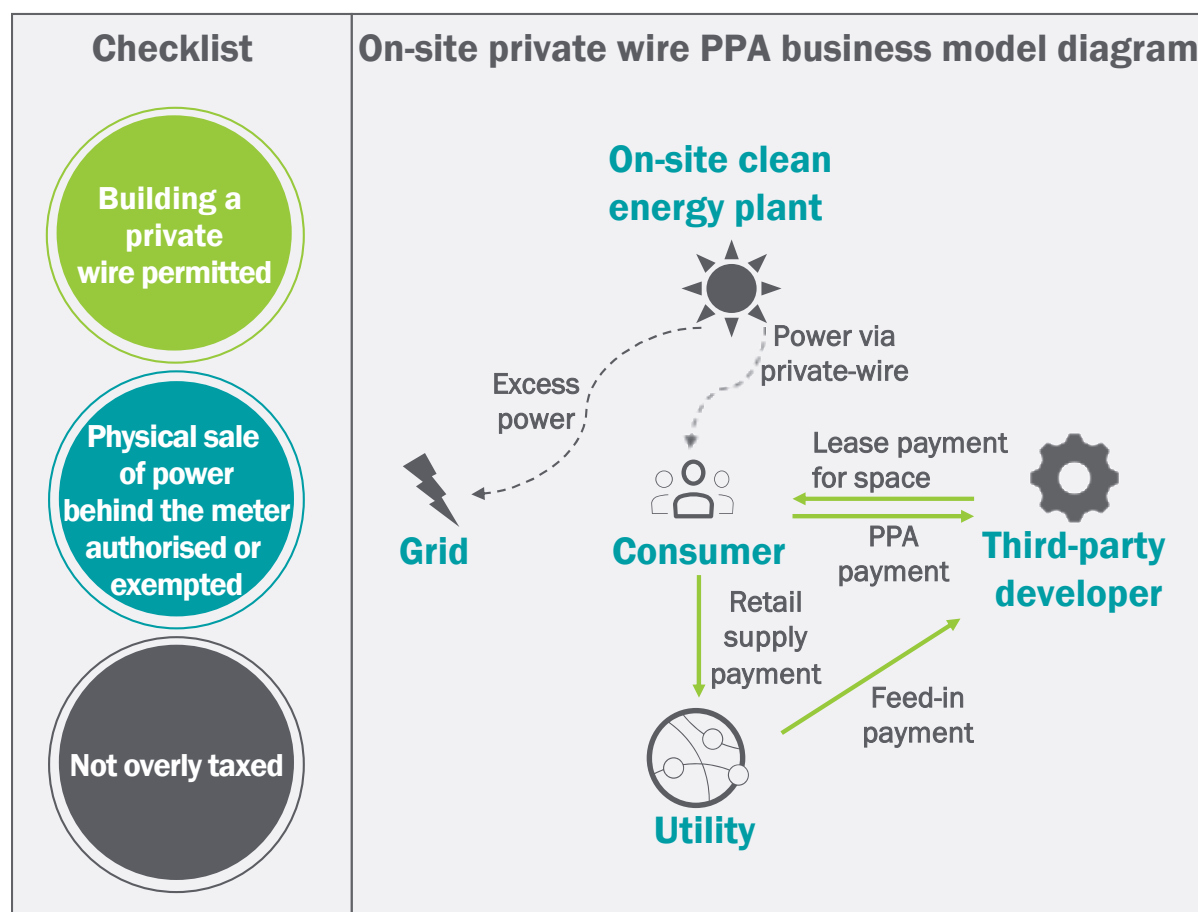 Checklist
Building a
private
wire permitted
Physical sale
of power
behind the meter
authorised or
exempted
Not overly taxed
On-site private wire PPA business model diagram
On-site clean
energy plant
Power via
private-wire
Excess
power
Lease payment
for space
Grid
Consumer
PPA
payment
Third-party
developer
Retail
supply
payment
Feed-in
payment
Utility